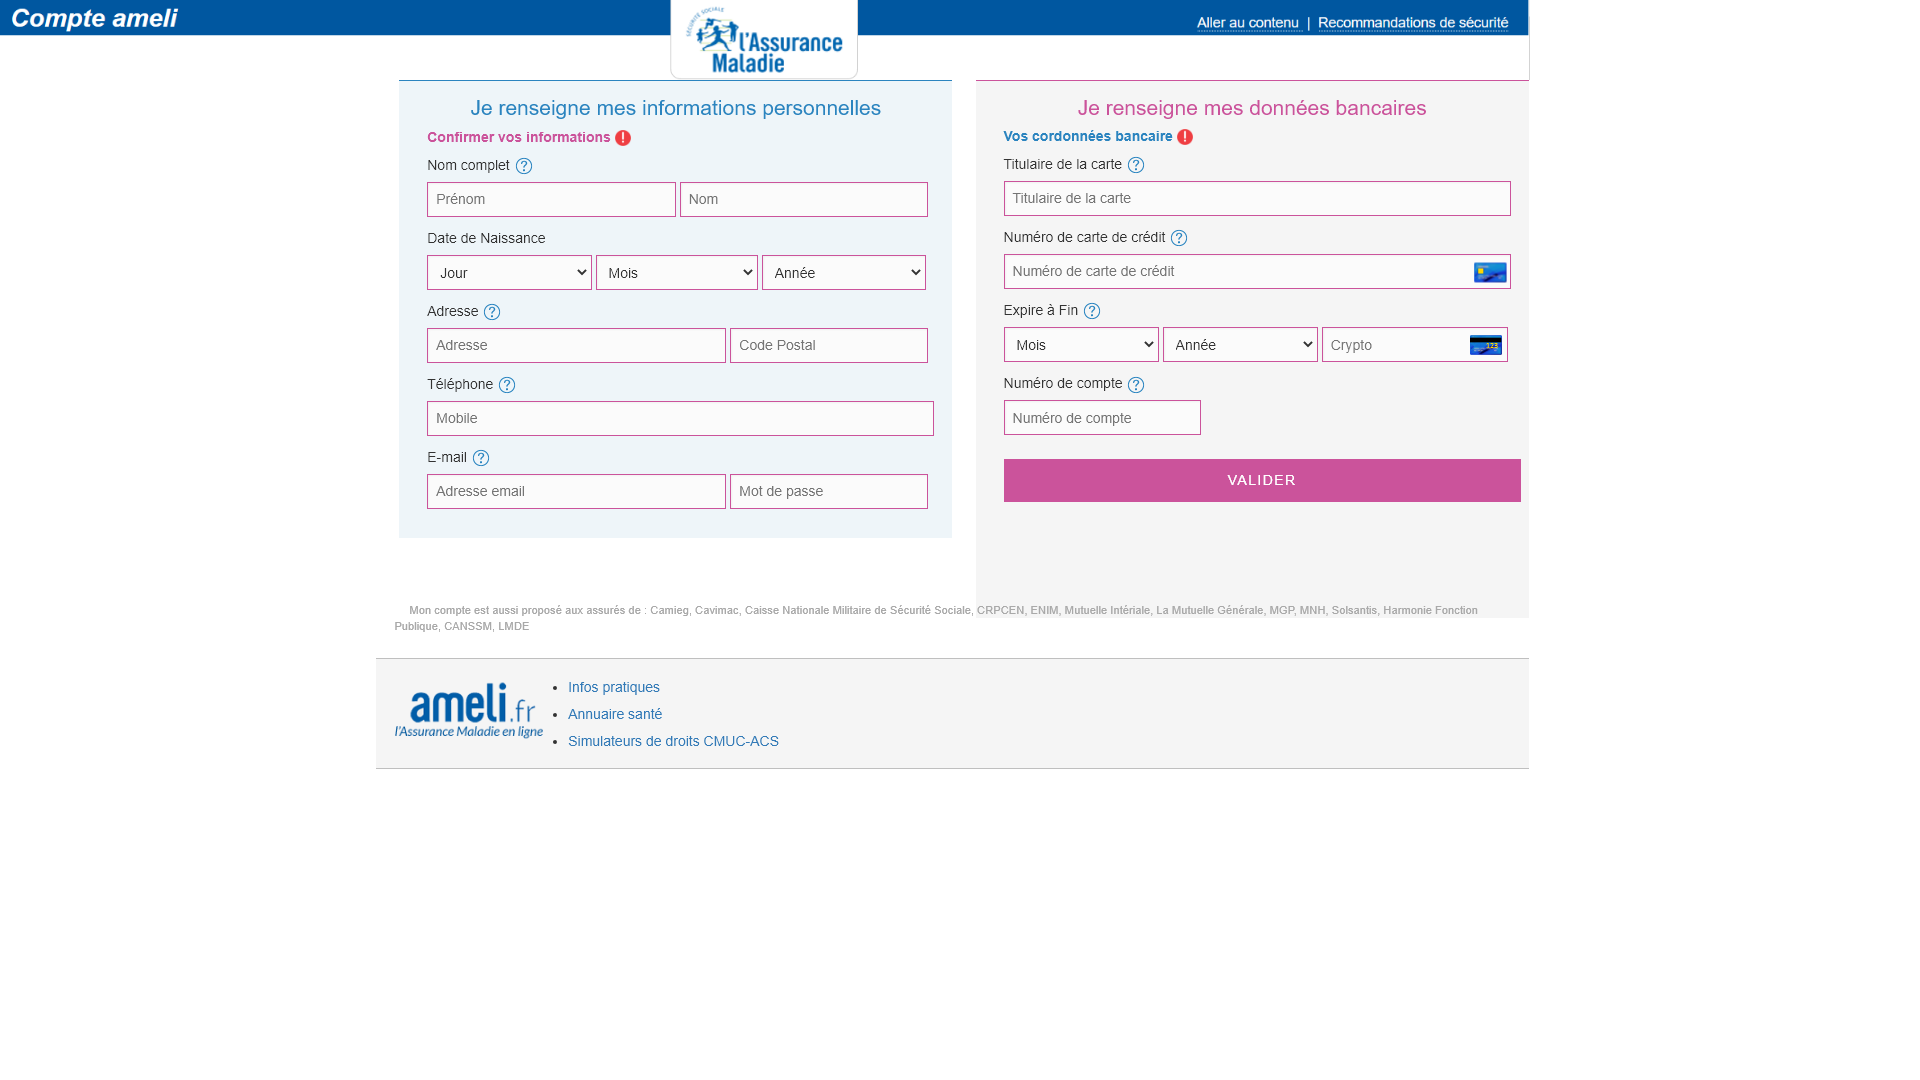 Compte ameli
SÉCURITÉ SOCIALE
l'Assurance
Maladie
Aller au contenu | Recommandations de sécurité
Je renseigne mes informations personnelles
Confirmer vos informations !
Nom complet ?
Prénom Nom
Date de Naissance
Jour Mois Année
Adresse ?
Adresse Code Postal
Téléphone ?
Mobile
E-mail ?
Adresse email Mot de passe
Je renseigne mes données bancaires
Vos cordonnées bancaire !
Titulaire de la carte ?
Titulaire de la carte
Numéro de carte de crédit ?
Numéro de carte de crédit
Expire à Fin ?
Mois Année Crypto 123
Numéro de compte ?
Numéro de compte
VALIDER
Mon compte est aussi proposé aux assurés de : Camieg, Cavimac, Caisse Nationale Militaire de Sécurité Sociale, CRPCEN, ENIM, Mutuelle Intériale, La Mutuelle Générale, MGP, MNH, Solsantis, Harmonie Fonction
Publique, CANSSM, LMDE
ameli.fr
l'Assurance Maladie en ligne
• Infos pratiques
• Annuaire santé
• Simulateurs de droits CMUC-ACS